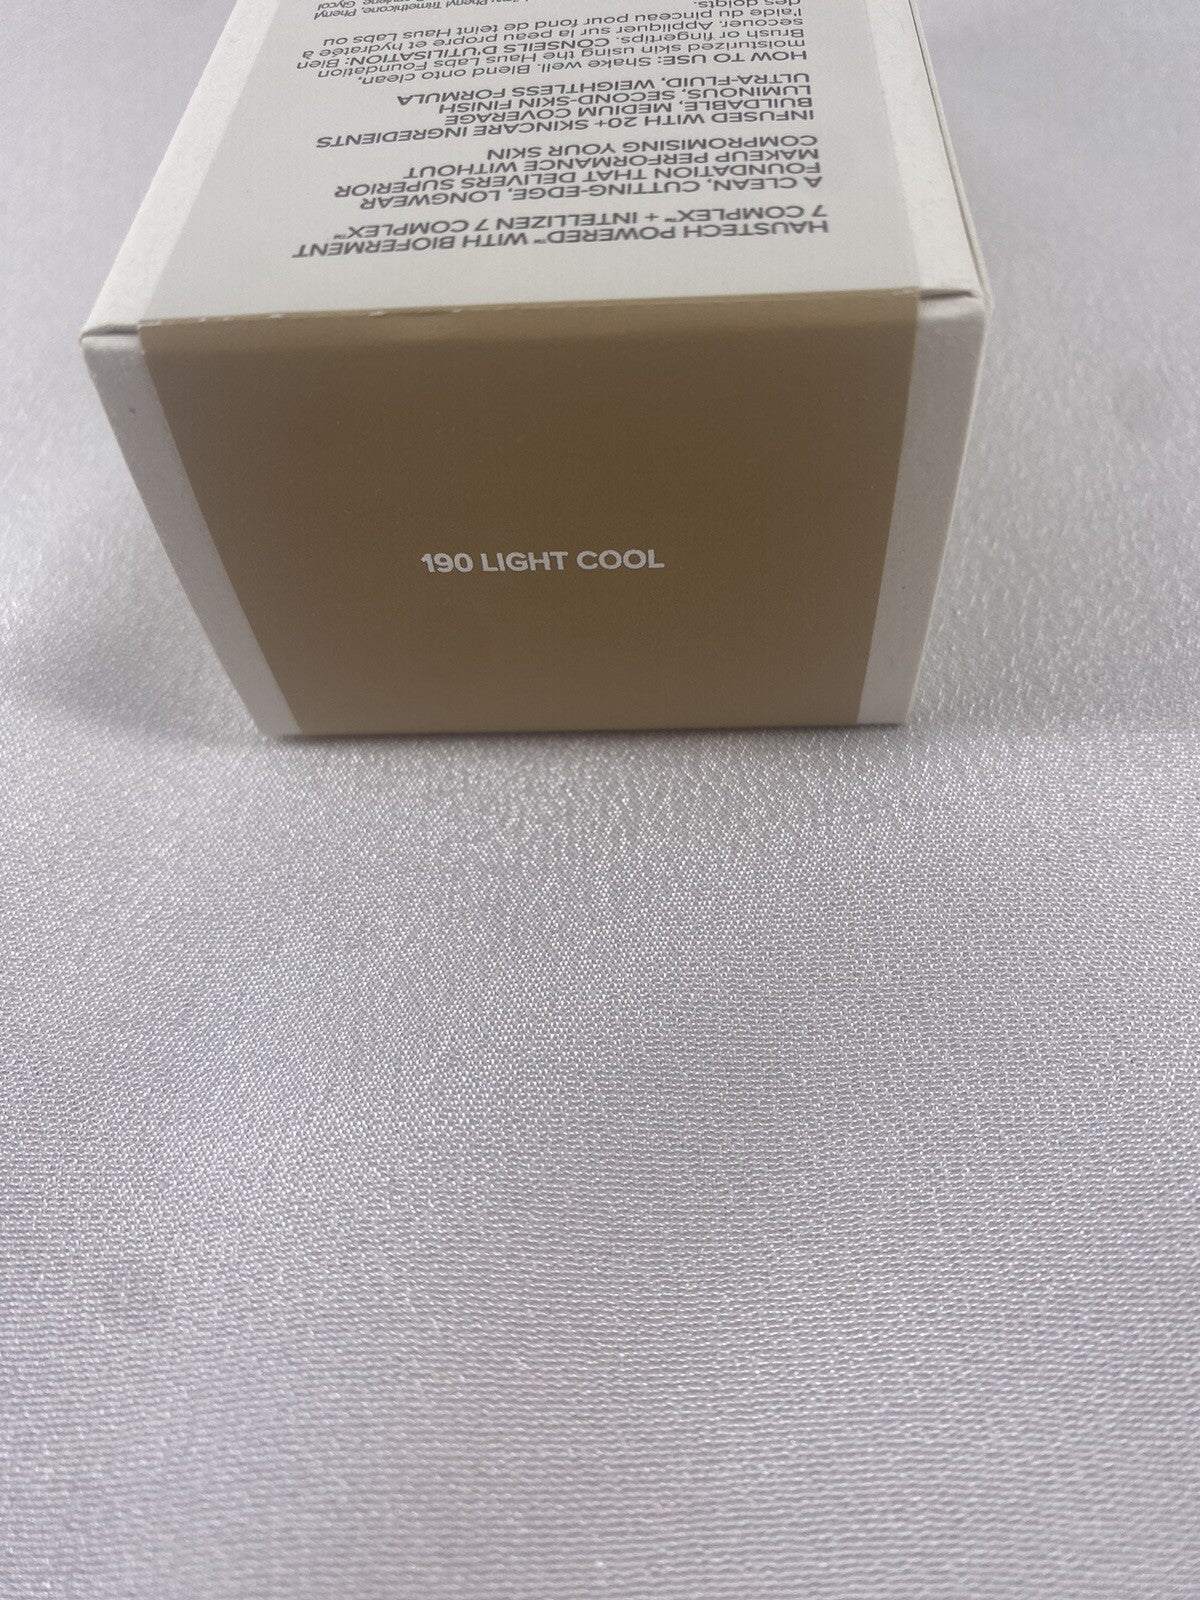 HAUSTECH POWERED™ WITH BIOFERMENT
7 COMPLEX™ + INTELLIZEN 7 COMPLEX™
A CLEAN, CUTTING-EDGE, LONGWEAR
FOUNDATION THAT DELIVERS SUPERIOR
MAKEUP PERFORMANCE WITHOUT
COMPROMISING YOUR SKIN
INFUSED WITH 20+ SKINCARE INGREDIENTS
BUILDABLE, MEDIUM COVERAGE
LUMINOUS, SECOND-SKIN FINISH
ULTRA-FLUID, WEIGHTLESS FORMULA
HOW TO USE: Shake well. Blend onto clean,
moisturized skin using the Haus Labs Foundation
Brush or fingertips. CONSEILS D'UTILISATION: Bien
secouer. Appliquer sur la peau propre et hydratée à
l'aide du pinceau pour fond de teint Haus Labs ou
des doigts.
Phenyl Trimethicone, Phenyl
Glycol
190 LIGHT COOL